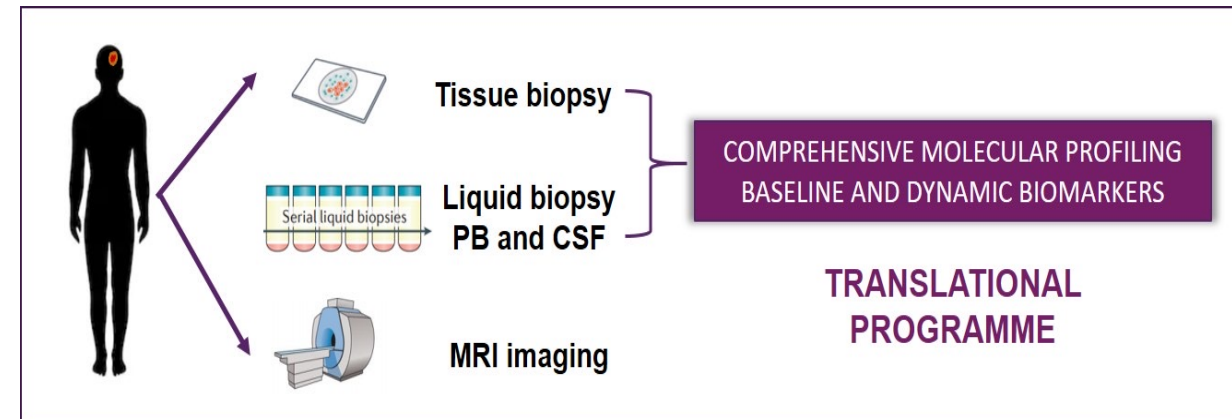 Tissue biopsy
Serial liquid biopsies
Liquid biopsy
PB and CSF
MRI imaging
COMPREHENSIVE MOLECULAR PROFILING
BASELINE AND DYNAMIC BIOMARKERS
TRANSLATIONAL
PROGRAMME